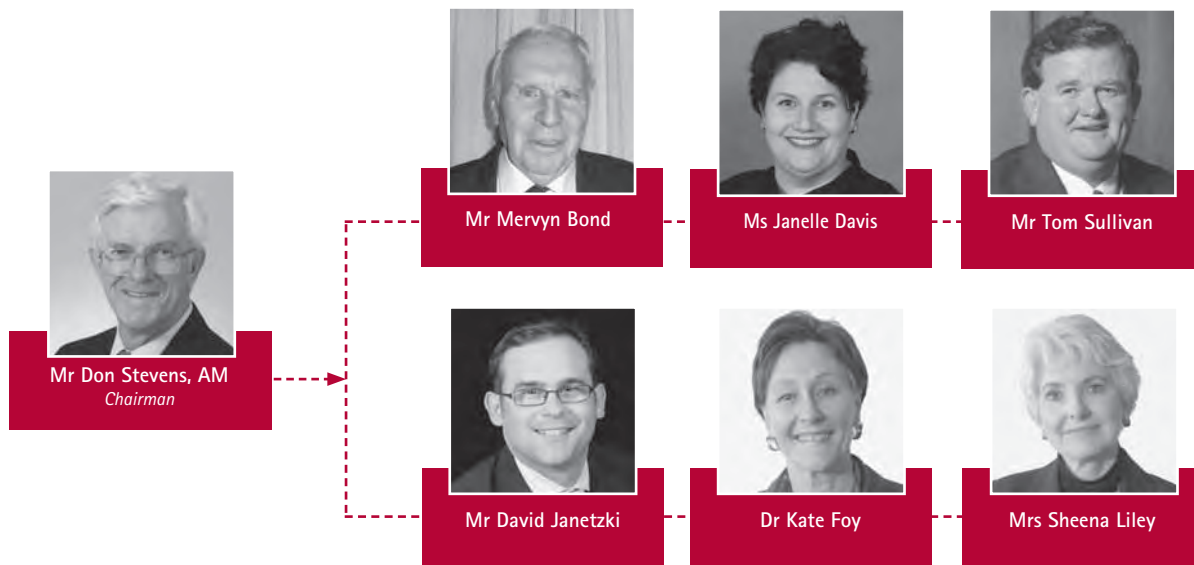 Mr Don Stevens, AM
Chairman
Mr Mervyn Bond
Ms Janelle Davis
Mr Tom Sullivan
Mr David Janetzki
Dr Kate Foy
Mrs Sheena Liley